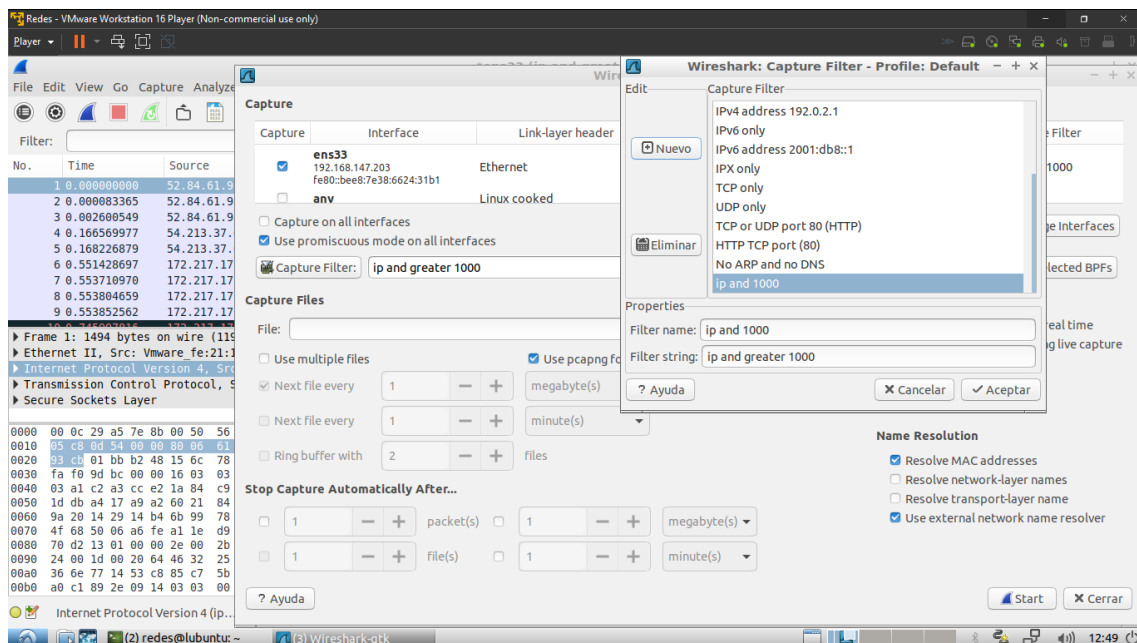 Redes - VMware Workstation 16 Player (Non-commercial use only)
Player
File Edit View Go Capture Analyze
Filter:
No. Time Source
1 0.000000000 52.84.61.9
2 0.000083365 52.84.61.9
3 0.002600549 52.84.61.9
4 0.166569977 54.213.37.
5 0.168226879 54.213.37.
6 0.551428697 172.217.17
7 0.553710970 172.217.17
8 0.553804659 172.217.17
9 0.553852562 172.217.17
Frame 1: 1494 bytes on wire (119
Ethernet II, Src: Vmware_fe:21:1
Internet Protocol Version 4, Src
Transmission Control Protocol, S
Secure Sockets Layer
0000 00 0c 29 a5 7e 8b 00 50 56
0010 05 c8 0d 54 00 00 80 06 61
0020 93 cb 01 bb b2 48 15 6c 78
0030 fa f0 9d bc 00 00 16 03 03
0040 03 a1 c2 a3 cc e2 1a 84 c9
0050 1d db a4 17 a9 a2 60 21 84
0060 9a 20 14 29 14 b4 6b 99 78
0070 4f 68 50 06 a6 fe a1 1e d9
0080 70 d2 13 01 00 00 2e 00 2b
0090 24 00 1d 00 20 64 46 32 25
00a0 36 6e 77 14 53 c8 85 c7 5b
00b0 a0 c1 89 2e 09 14 03 03 00
Internet Protocol Version 4 (ip...
Capture
Capture Interface Link-layer header
ens33
192.168.147.203 Ethernet
fe80::bee8:7e38:6624:31b1
any Linux cooked
Capture on all interfaces
Use promiscuous mode on all interfaces
Capture Filter: ip and greater 1000
Capture Files
File:
Use multiple files Use pcapng fo
Next file every 1 megabyte(s)
Next file every 1 minute(s)
Ring buffer with 2 files
Stop Capture Automatically After...
1 packet(s) 1 megabyte(s)
1 file(s) 1 minute(s)
? Ayuda
Filter
1000
ge Interfaces
lected BPFs
real time
ng live capture
Name Resolution
Resolve MAC addresses
Resolve network-layer names
Resolve transport-layer name
Use external network name resolver
Start Cerrar
Wireshark: Capture Filter - Profile: Default
Edit Capture Filter
Nuevo
Eliminar
IPv4 address 192.0.2.1
IPv6 only
IPv6 address 2001:db8::1
IPX only
TCP only
UDP only
TCP or UDP port 80 (HTTP)
HTTP TCP port (80)
No ARP and no DNS
ip and 1000
Properties
Filter name: ip and 1000
Filter string: ip and greater 1000
? Ayuda Cancelar Aceptar
(2) redes@lubuntu: ~ (3) Wireshark-gtk 12:49